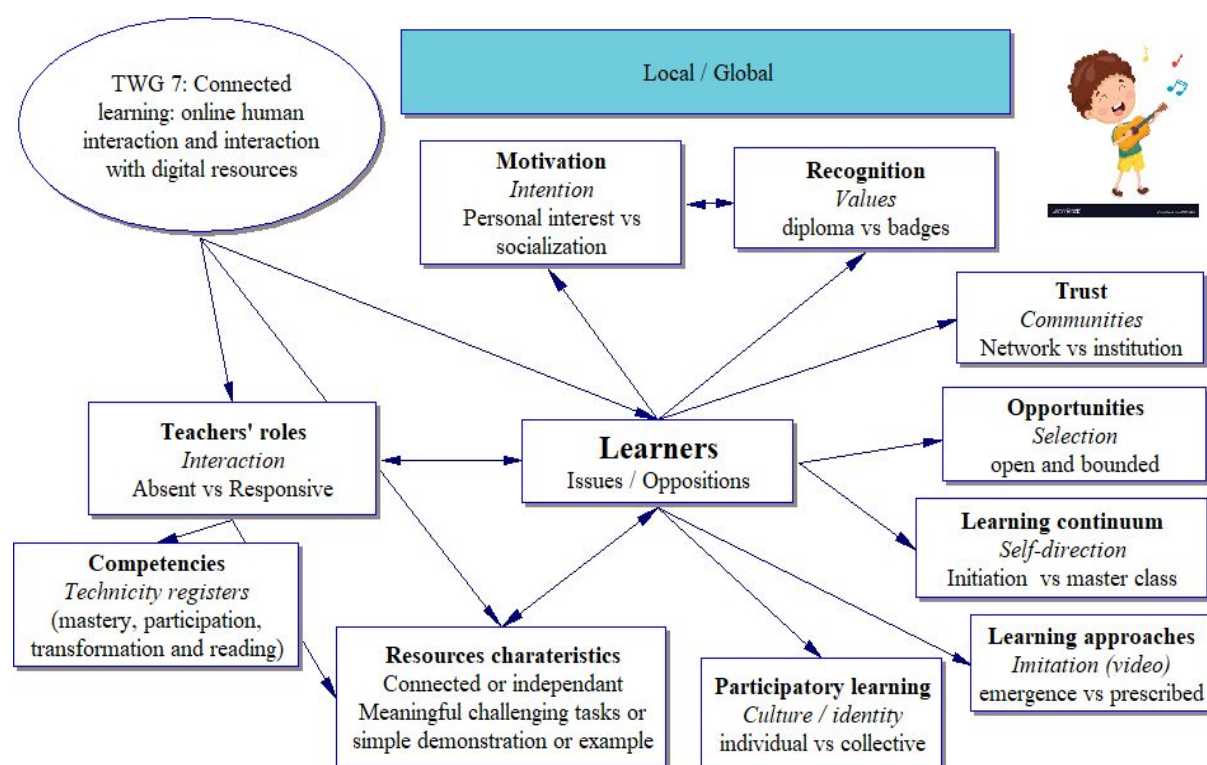 TWG 7: Connected
learning: online human
interaction and interaction
with digital resources
Local / Global
Motivation
Intention
Personal interest vs
socialization
Recognition
Values
diploma vs badges
Trust
Communities
Network vs institution
Teachers' roles
Interaction
Absent vs Responsive
Learners
Issues / Oppositions
Opportunities
Selection
open and bounded
Learning continuum
Self-direction
Initiation vs master class
Competencies
Technicity registers
(mastery, participation,
transformation and reading)
Resources charateristics
Connected or independant
Meaningful challenging tasks or
simple demonstration or example
Participatory learning
Culture / identity
individual vs collective
Learning approaches
Imitation (video)
emergence vs prescribed